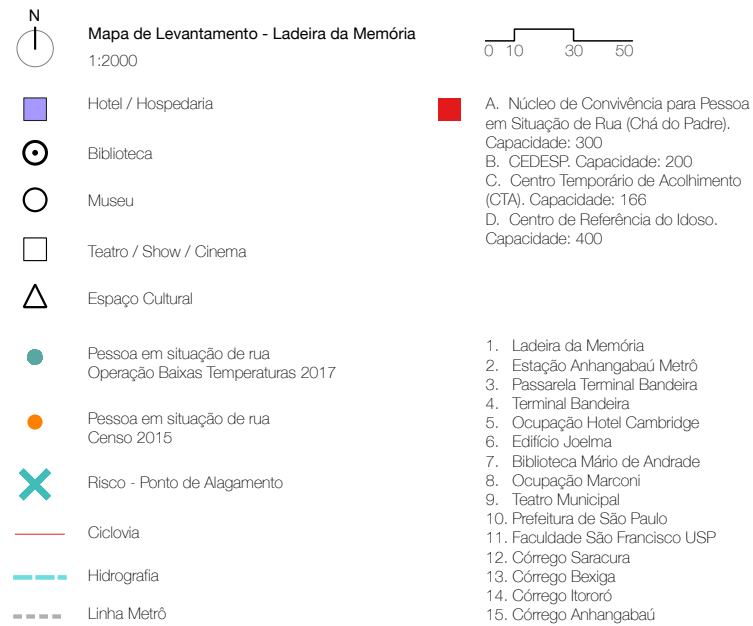 N
Mapa de Levantamento - Ladeira da Memória
1:2000
0 10 30 50
Hotel / Hospedaria
Biblioteca
Museu
Teatro / Show / Cinema
Espaço Cultural
Pessoa em situação de rua
Operação Baixas Temperaturas 2017
Pessoa em situação de rua
Censo 2015
Risco - Ponto de Alagamento
Ciclovia
Hidrografia
Linha Metrô
A. Núcleo de Convivência para Pessoa
em Situação de Rua (Chá do Padre).
Capacidade: 300
B. CEDESP. Capacidade: 200
C. Centro Temporário de Acolhimento
(CTA). Capacidade: 166
D. Centro de Referência do Idoso.
Capacidade: 400
1. Ladeira da Memória
2. Estação Anhangabaú Metrô
3. Passarela Terminal Bandeira
4. Terminal Bandeira
5. Ocupação Hotel Cambridge
6. Edifício Joelma
7. Biblioteca Mário de Andrade
8. Ocupação Marconi
9. Teatro Municipal
10. Prefeitura de São Paulo
11. Faculdade São Francisco USP
12. Córrego Saracura
13. Córrego Bexiga
14. Córrego Itororó
15. Córrego Anhangabaú